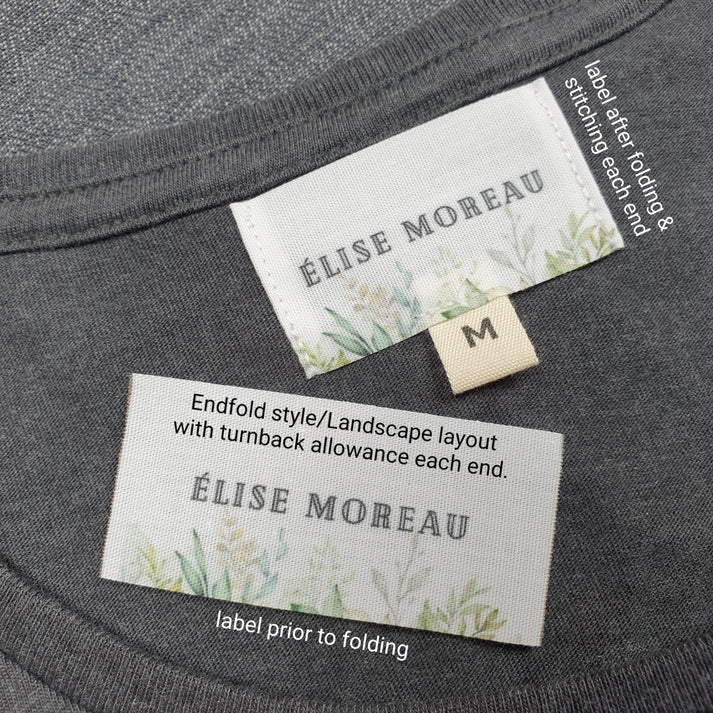 label after folding &
stitching each end
ÉLISE MOREAU
M
Endfold style/Landscape layout
with turnback allowance each end.
ÉLISE MOREAU
label prior to folding